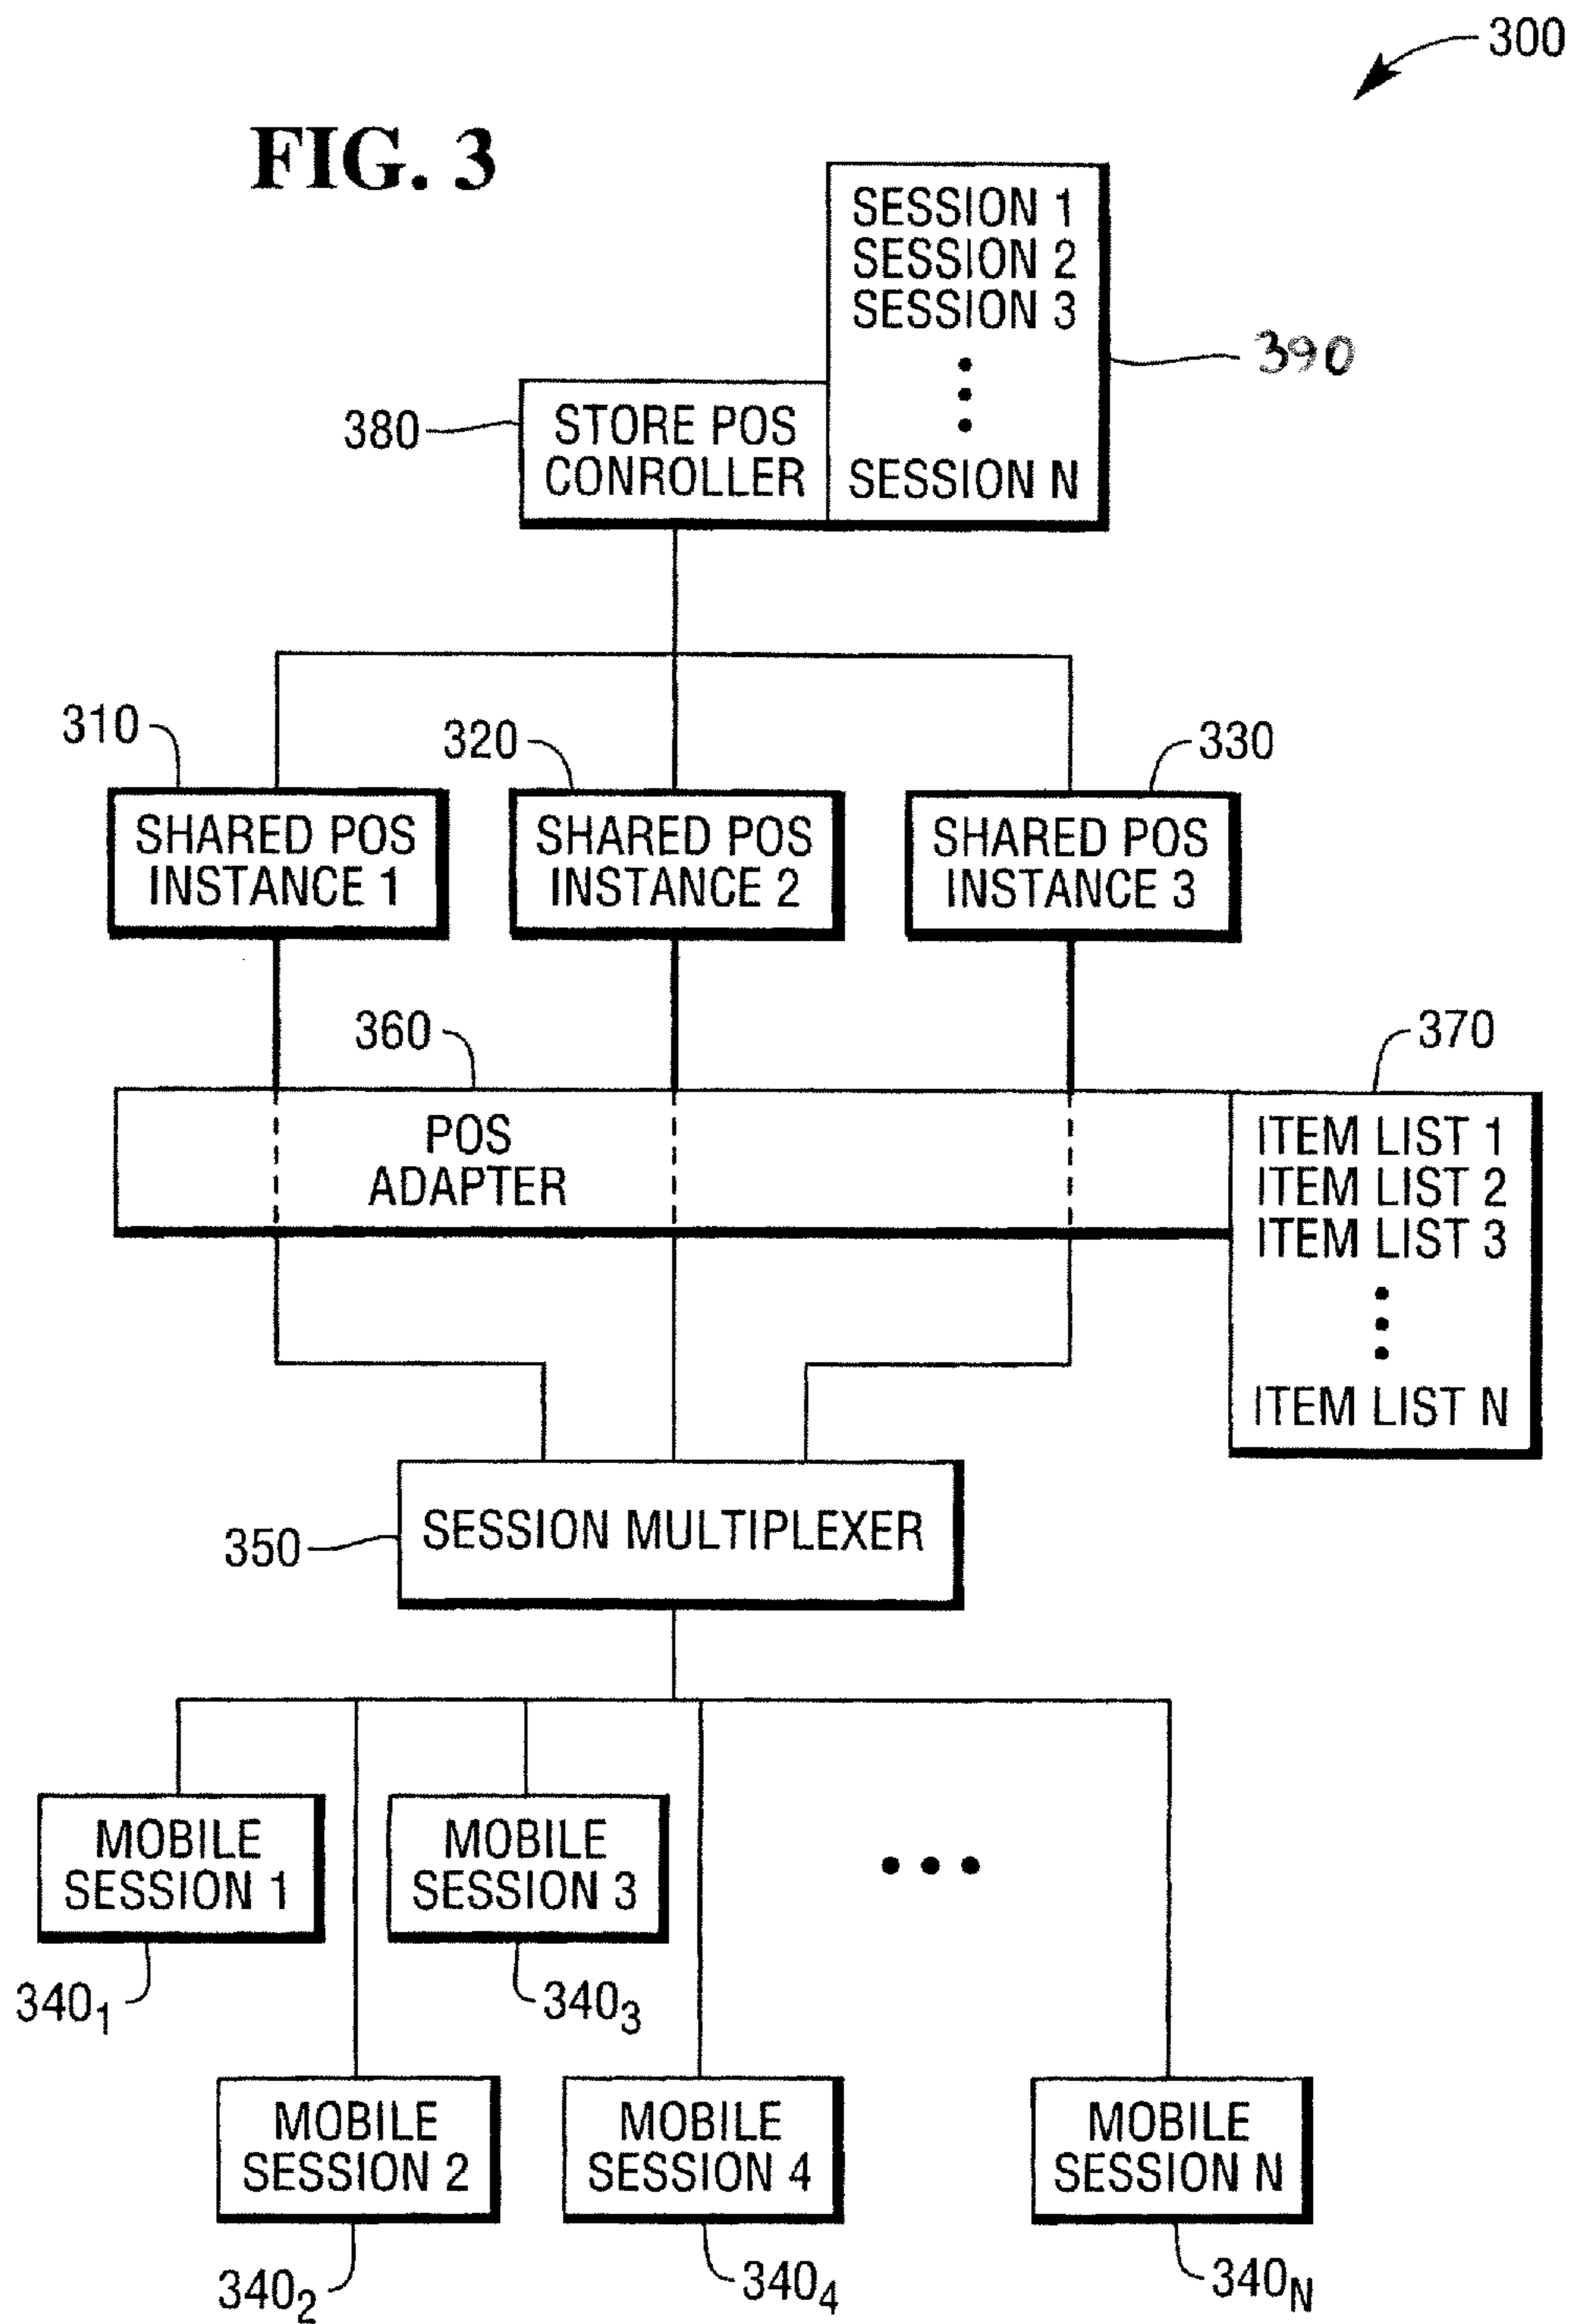 300
FIG. 3
SESSION 1
SESSION 2
SESSION 3
SESSION N
390
380
STORE POS
CONROLLER
310
320
330
SHARED POS
INSTANCE 1
SHARED POS
INSTANCE 2
SHARED POS
INSTANCE 3
360
370
POS
ADAPTER
ITEM LIST 1
ITEM LIST 2
ITEM LIST 3
ITEM LIST N
350
SESSION MULTIPLEXER
MOBILE
SESSION 1
MOBILE
SESSION 3
340₁
340₃
MOBILE
SESSION 2
MOBILE
SESSION 4
MOBILE
SESSION N
340₂
340₄
340N